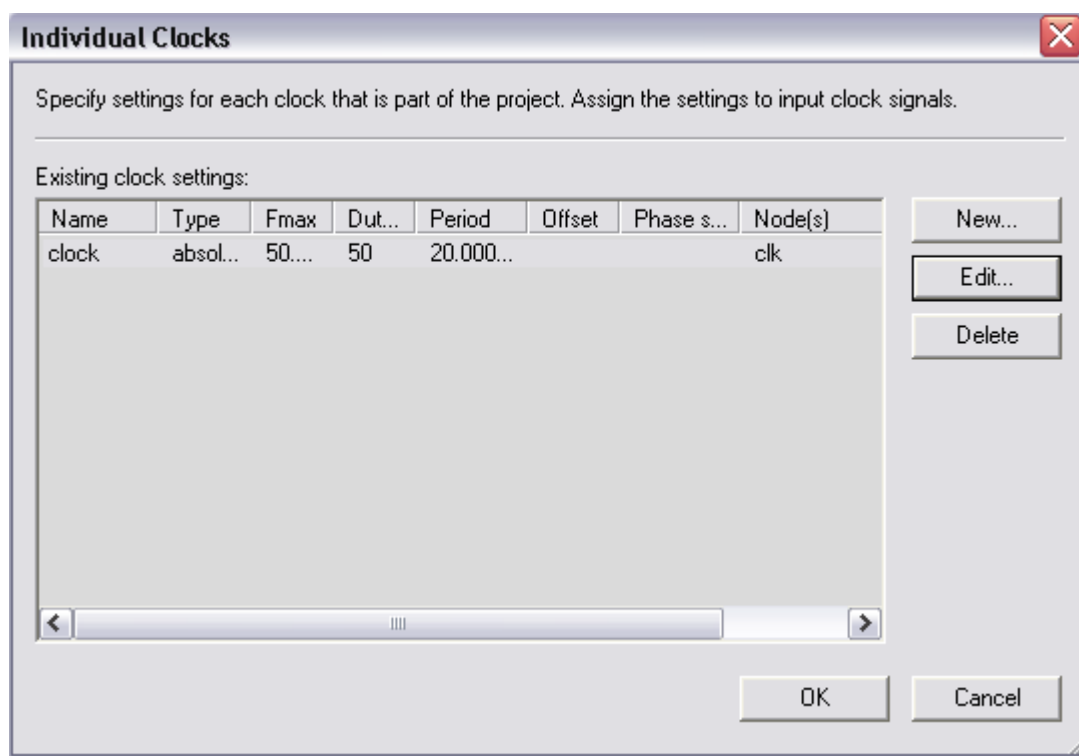 Individual Clocks
Specify settings for each clock that is part of the project. Assign the settings to input clock signals.
Existing clock settings:
Name Type Fmax Dut... Period Offset Phase s... Node(s)
clock absol... 50.... 50 20.000... clk
New...
Edit...
Delete
OK Cancel